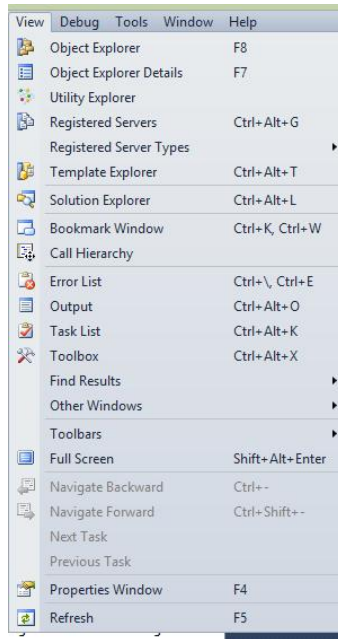 View Debug Tools Window Help
Object Explorer F8
Object Explorer Details F7
Utility Explorer
Registered Servers Ctrl+Alt+G
Registered Server Types
Template Explorer Ctrl+Alt+T
Solution Explorer Ctrl+Alt+L
Bookmark Window Ctrl+K, Ctrl+W
Call Hierarchy
Error List Ctrl+\, Ctrl+E
Output Ctrl+Alt+O
Task List Ctrl+Alt+K
Toolbox Ctrl+Alt+X
Find Results
Other Windows
Toolbars
Full Screen Shift+Alt+Enter
Navigate Backward Ctrl+-
Navigate Forward Ctrl+Shift+-
Next Task
Previous Task
Properties Window F4
Refresh F5